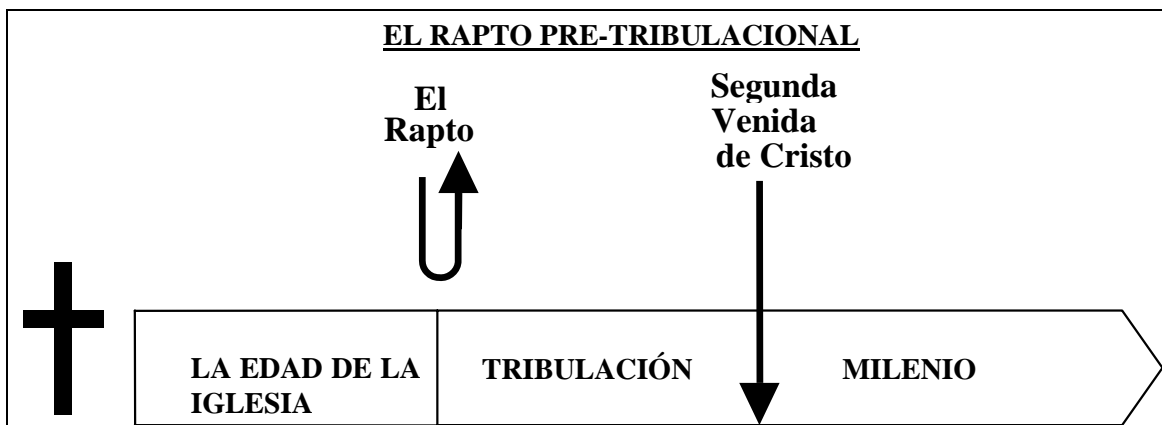 EL RAPTO PRE-TRIBULACIONAL
El
Rapto
Segunda
Venida
de Cristo
LA EDAD DE LA
IGLESIA
TRIBULACIÓN
MILENIO